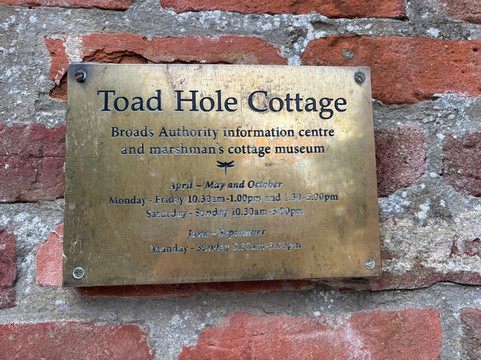 Toad Hole Cottage
Broads Authority information centre
and marshman's cottage museum
April - May and October
Monday - Friday 10.30am-1.00pm and 1.30-5.00pm
Saturday - Sunday 10.30am-5.00pm
June - September
Monday - Sunday